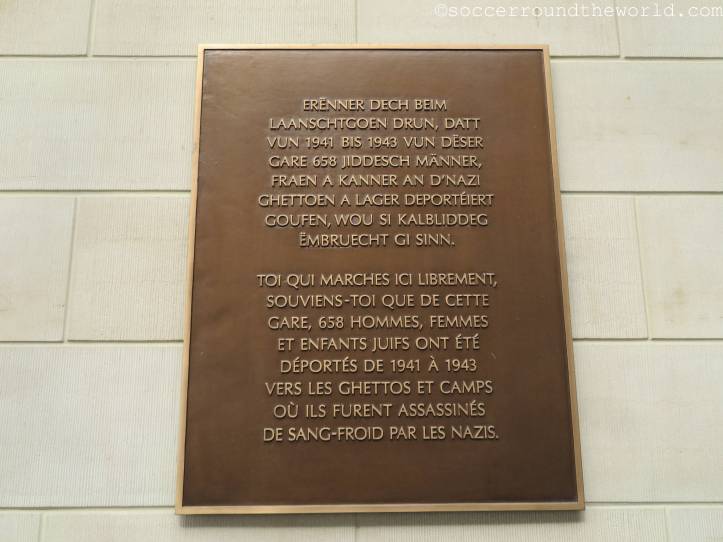 ©soccerroundtheworld.com
ERËNNER DECH BEIM
LAANSCHTGOEN DRUN, DATT
VUN 1941 BIS 1943 VUN DËSER
GARE 658 JIDDESCH MÄNNER,
FRAEN A KANNER AN D'NAZI
GHETTOEN A LAGER DEPORTÉIERT
GOUFEN, WOU SI KALBLIDDEG
ËMBRUECHT GI SINN.
TOI QUI MARCHES ICI LIBREMENT,
SOUVIENS-TOI QUE DE CETTE
GARE, 658 HOMMES, FEMMES
ET ENFANTS JUIFS ONT ÉTÉ
DÉPORTÉS DE 1941 À 1943
VERS LES GHETTOS ET CAMPS
OÙ ILS FURENT ASSASSINÉS
DE SANG-FROID PAR LES NAZIS.